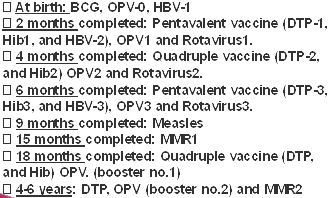 □ At birth: BCG, OPV-0, HBV-1
□ 2 months completed: Pentavalent vaccine (DTP-1,
Hib1, and HBV-2), OPV1 and Rotavirus1.
□ 4 months completed: Quadruple vaccine (DTP-2,
and Hib2) OPV2 and Rotavirus2.
□ 6 months completed: Pentavalent vaccine (DTP-3,
Hib3, and HBV-3), OPV3 and Rotavirus3.
□ 9 months completed: Measles
□ 15 months completed: MMR1
□ 18 months completed: Quadruple vaccine (DTP,
and Hib) OPV. (booster no.1)
□ 4-6 years: DTP, OPV (booster no.2) and MMR2